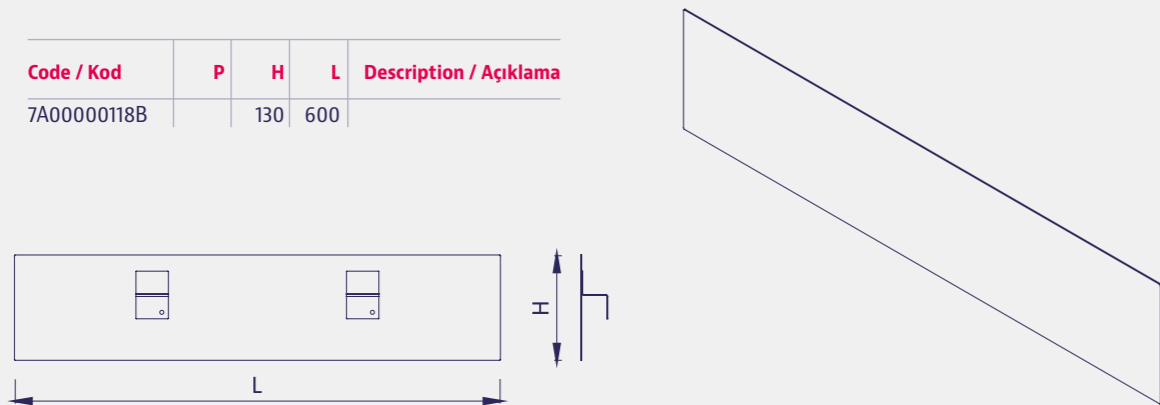 Code / Kod P H L Description / Açıklama
7A00000118B 130 600
H
L